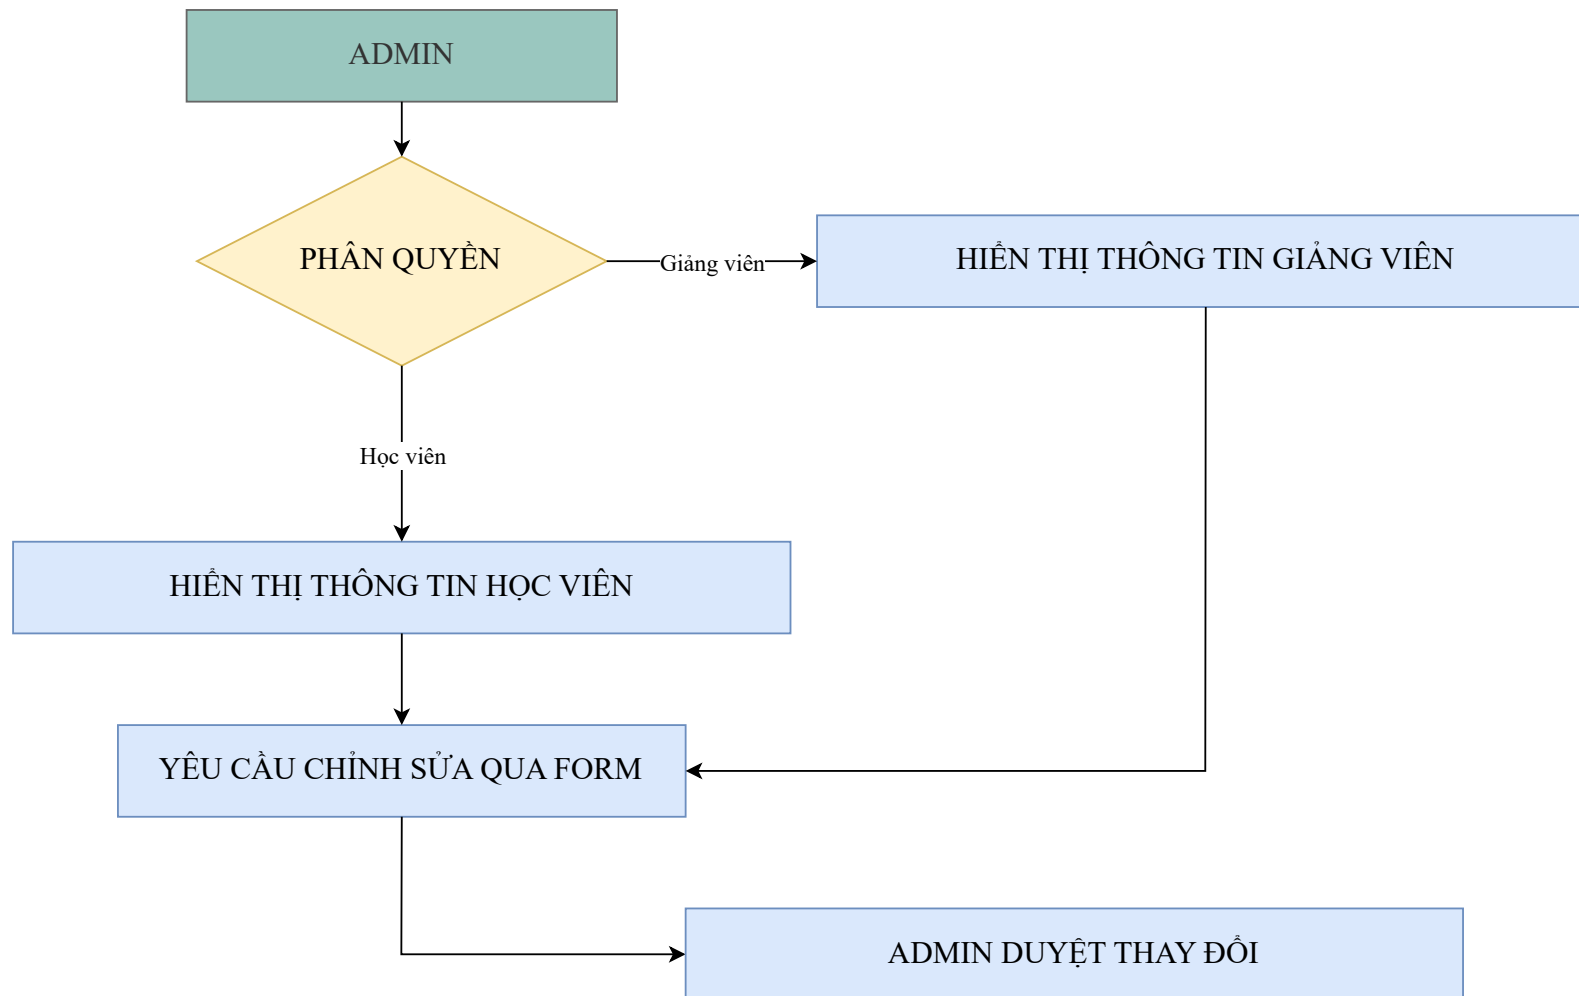 ADMIN
PHÂN QUYỀN
Giảng viên
HIỂN THỊ THÔNG TIN GIẢNG VIÊN
Học viên
HIỂN THỊ THÔNG TIN HỌC VIÊN
YÊU CẦU CHỈNH SỬA QUA FORM
ADMIN DUYỆT THAY ĐỔI